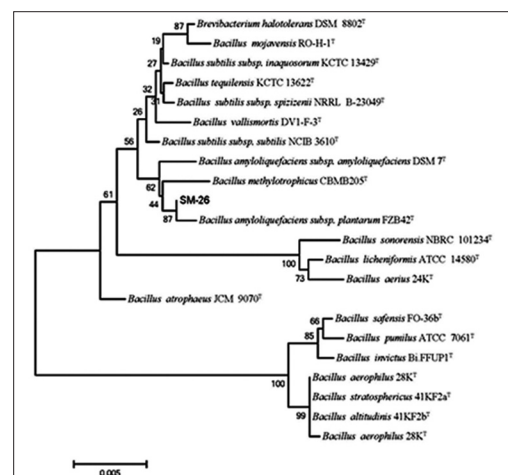 87
Brevibacterium halotolerans DSM 8802T
19
Bacillus mojavensis RO-H-1T
27
Bacillus subtilis subsp. inaquosorum KCTC 13429T
32
Bacillus tequilensis KCTC 13622T
31
Bacillus subtilis subsp. spizizenii NRRL B-23049T
26
Bacillus vallismortis DV1-F-3T
56
Bacillus subtilis subsp. subtilis NCIB 3610T
Bacillus amyloliquefaciens subsp. amyloliquefaciens DSM 7T
62
Bacillus methylotrophicus CBMB205T
61
44
SM-26
87
Bacillus amyloliquefaciens subsp. plantarum FZB42T
Bacillus sonorensis NBRC 101234T
100
Bacillus licheniformis ATCC 14580T
73
Bacillus aerius 24KT
Bacillus atrophaeus JCM 9070T
Bacillus safensis FO-36bT
66
Bacillus pumilus ATCC 7061T
85
Bacillus invictus Bi.FFUP1T
100
Bacillus aerophilus 28KT
Bacillus stratosphericus 41KF2aT
99
Bacillus altitudinis 41KF2bT
Bacillus aerophilus 28KT
0.005